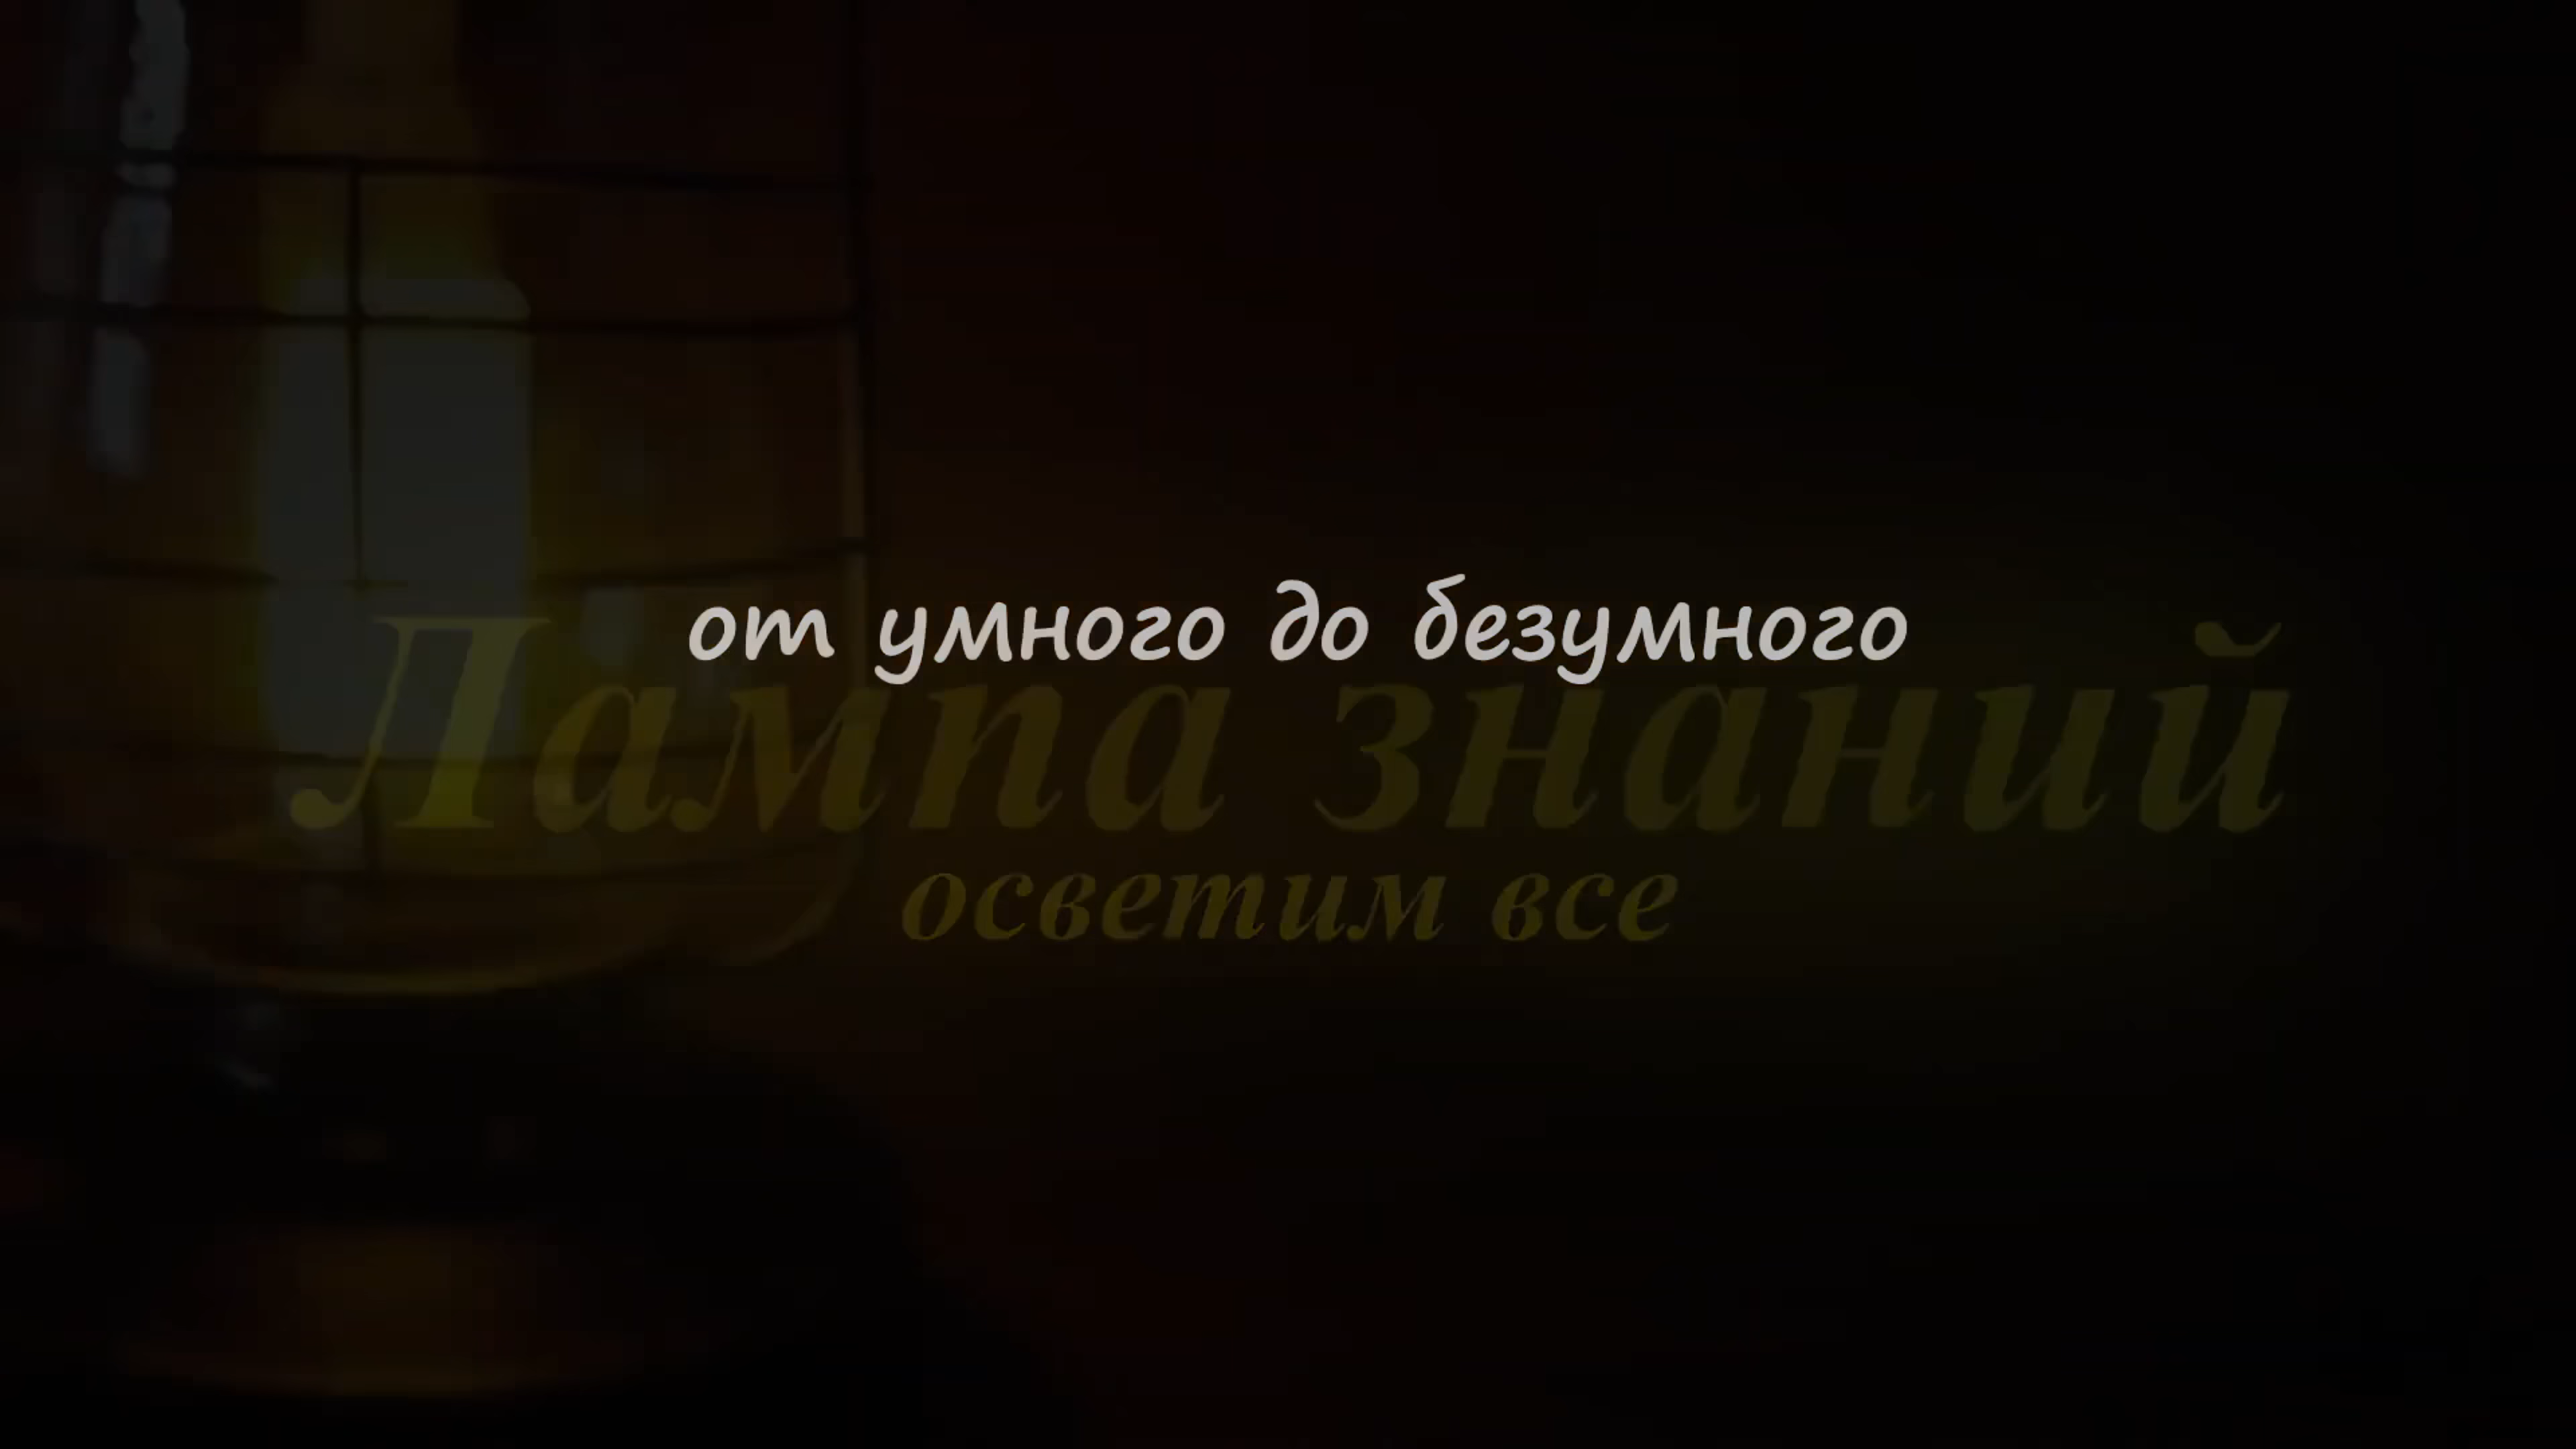 от умного до безумного
Лампа знаний
осветим все